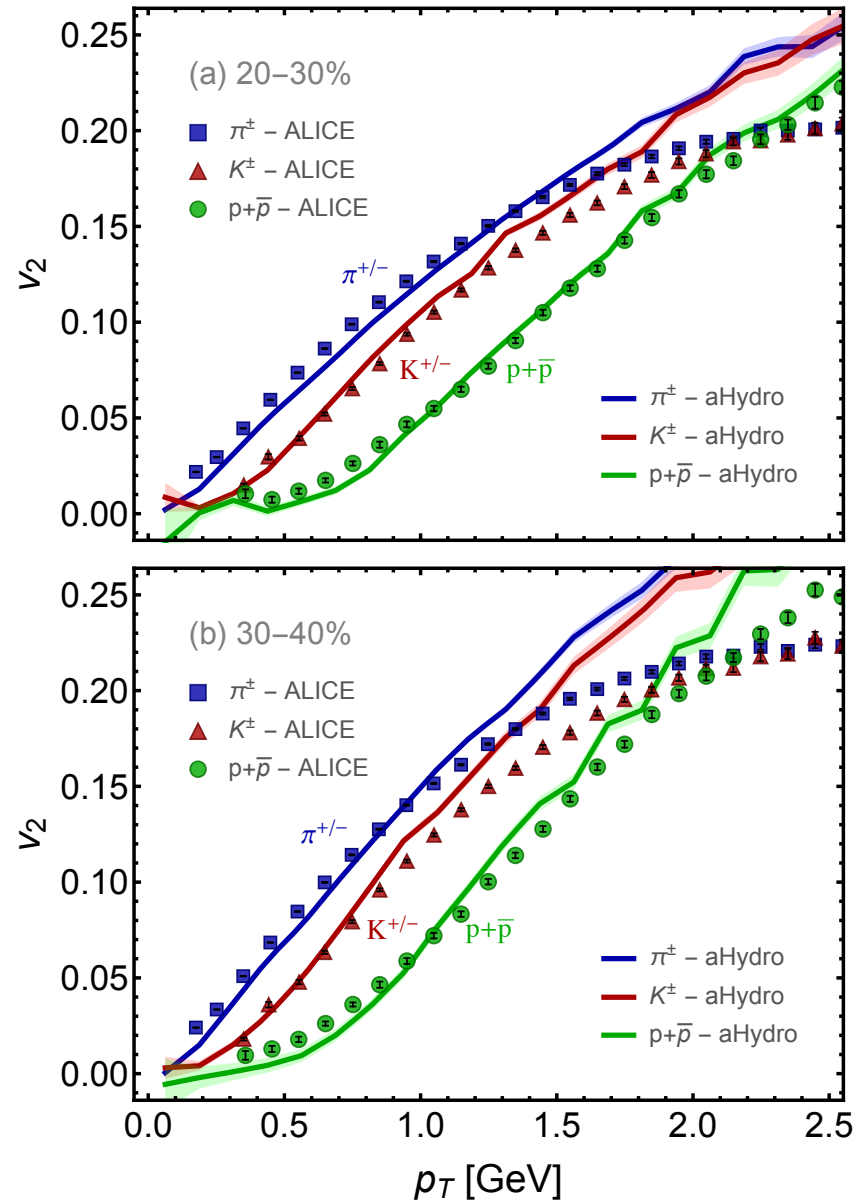 0.25
0.20
0.15
0.10
0.05
0.00
v2
(a) 20–30%
π± – ALICE
K± – ALICE
p+p̅ – ALICE
π+/-
K+/-
p+p̅
π± – aHydro
K± – aHydro
p+p̅ – aHydro
0.25
0.20
0.15
0.10
0.05
0.00
v2
(b) 30–40%
π± – ALICE
K± – ALICE
p+p̅ – ALICE
π+/-
K+/-
p+p̅
π± – aHydro
K± – aHydro
p+p̅ – aHydro
0.0 0.5 1.0 1.5 2.0 2.5
pT [GeV]